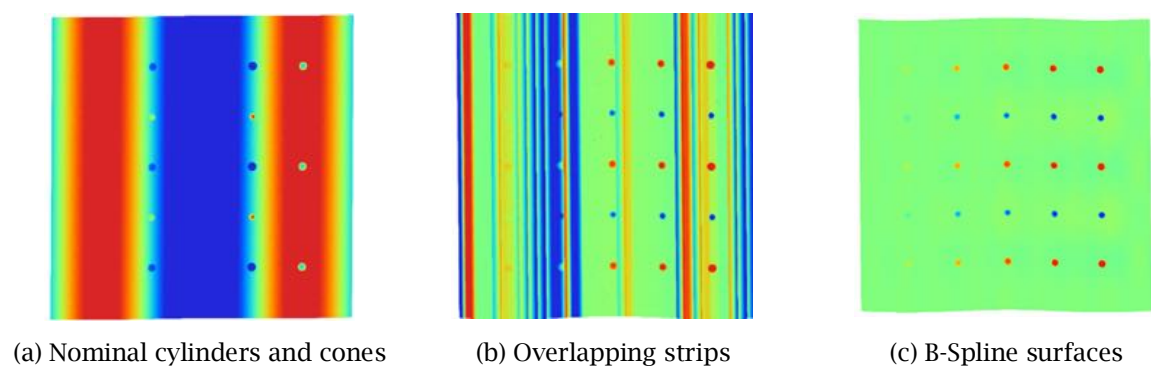 (a) Nominal cylinders and cones
(b) Overlapping strips
(c) B-Spline surfaces